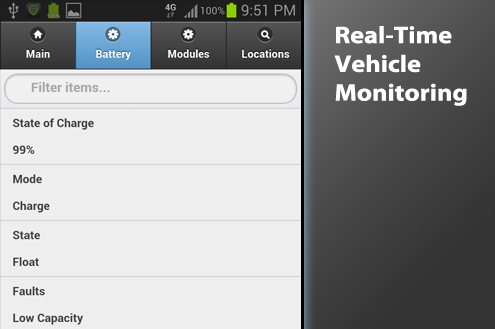 4G 100% 9:51 PM
Main Battery Modules Locations
Filter items...
State of Charge
99%
Mode
Charge
State
Float
Faults
Low Capacity
Real-Time
Vehicle
Monitoring